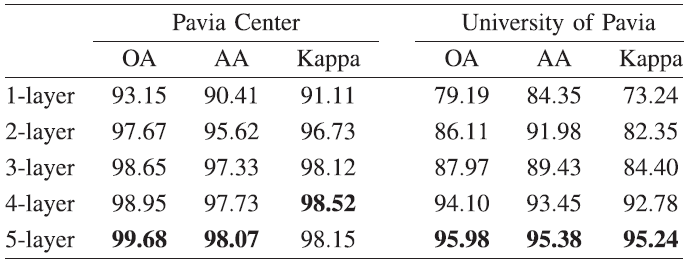 Pavia Center University of Pavia
OA AA Kappa OA AA Kappa
1-layer 93.15 90.41 91.11 79.19 84.35 73.24
2-layer 97.67 95.62 96.73 86.11 91.98 82.35
3-layer 98.65 97.33 98.12 87.97 89.43 84.40
4-layer 98.95 97.73 98.52 94.10 93.45 92.78
5-layer 99.68 98.07 98.15 95.98 95.38 95.24